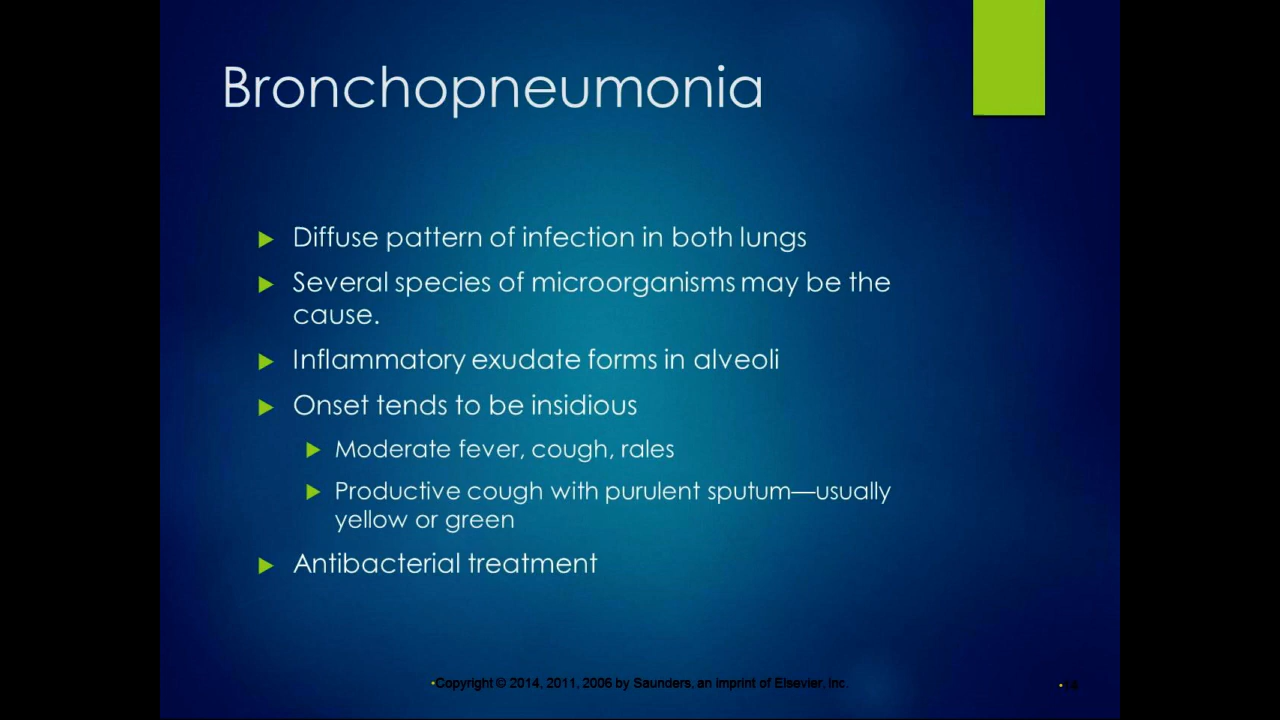 Bronchopneumonia
Diffuse pattern of infection in both lungs
Several species of microorganisms may be the
cause.
Inflammatory exudate forms in alveoli
Onset tends to be insidious
Moderate fever, cough, rales
Productive cough with purulent sputum—usually
yellow or green
Antibacterial treatment
•Copyright © 2014, 2011, 2006 by Saunders, an imprint of Elsevier, Inc.